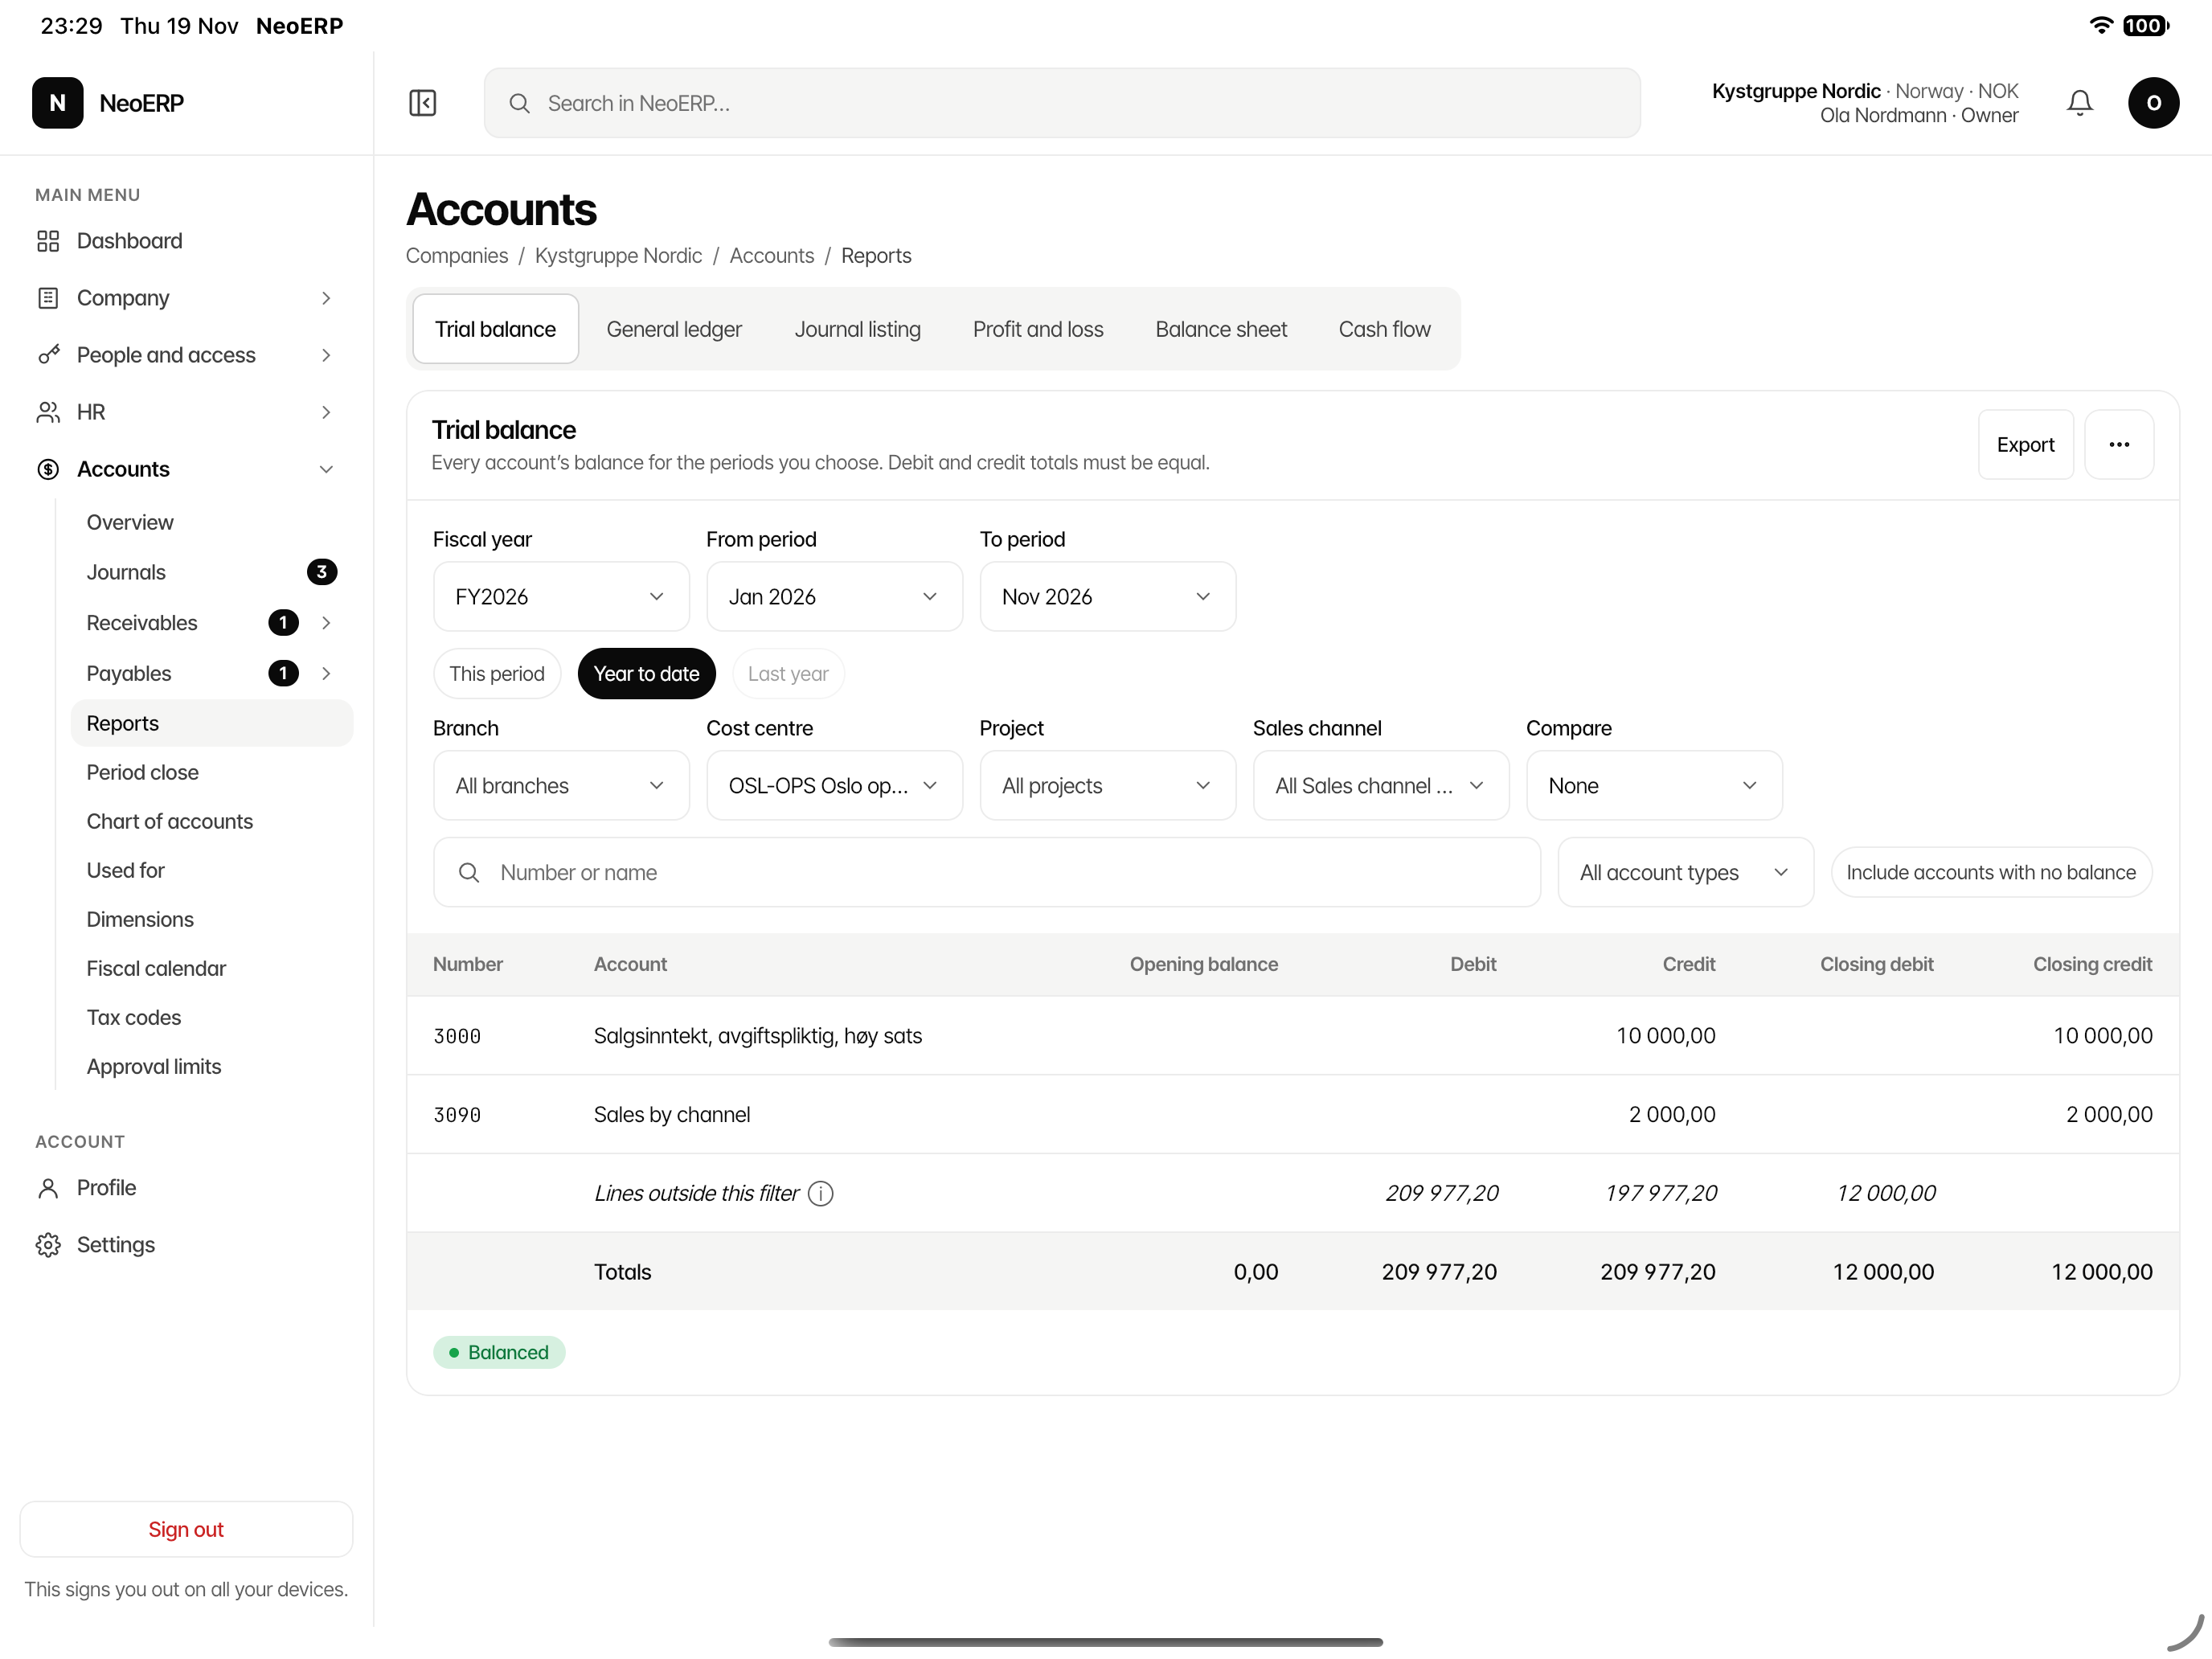 23:29 Thu 19 Nov NeoERP
100
N NeoERP
Search in NeoERP...
Kystgruppe Nordic · Norway · NOK
Ola Nordmann · Owner
O
MAIN MENU
Dashboard
Company
People and access
HR
Accounts
Overview
Journals 3
Receivables 1
Payables 1
Reports
Period close
Chart of accounts
Used for
Dimensions
Fiscal calendar
Tax codes
Approval limits
ACCOUNT
Profile
Settings
Sign out
This signs you out on all your devices.
Accounts
Companies / Kystgruppe Nordic / Accounts / Reports
Trial balance General ledger Journal listing Profit and loss Balance sheet Cash flow
Trial balance
Every account’s balance for the periods you choose. Debit and credit totals must be equal.
Export
Fiscal year From period To period
FY2026 Jan 2026 Nov 2026
This period Year to date Last year
Branch Cost centre Project Sales channel Compare
All branches OSL-OPS Oslo op... All projects All Sales channel ... None
Number or name All account types Include accounts with no balance
Number Account Opening balance Debit Credit Closing debit Closing credit
3000 Salgsinntekt, avgiftspliktig, høy sats 10 000,00 10 000,00
3090 Sales by channel 2 000,00 2 000,00
Lines outside this filter 209 977,20 197 977,20 12 000,00
Totals 0,00 209 977,20 209 977,20 12 000,00 12 000,00
Balanced